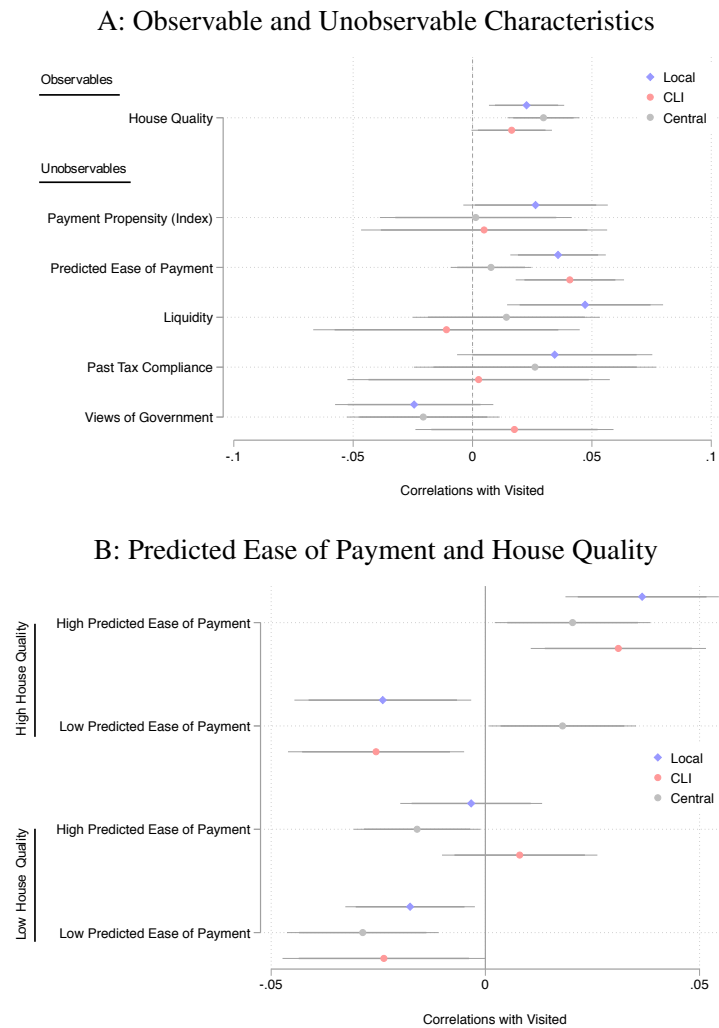 A: Observable and Unobservable Characteristics
Observables
Local
CLI
Central
House Quality
Unobservables
Payment Propensity (Index)
Predicted Ease of Payment
Liquidity
Past Tax Compliance
Views of Government
-.1
-.05
0
.05
.1
Correlations with Visited
B: Predicted Ease of Payment and House Quality
High House Quality
High Predicted Ease of Payment
Low Predicted Ease of Payment
Local
CLI
Central
Low House Quality
High Predicted Ease of Payment
Low Predicted Ease of Payment
-.05
0
.05
Correlations with Visited